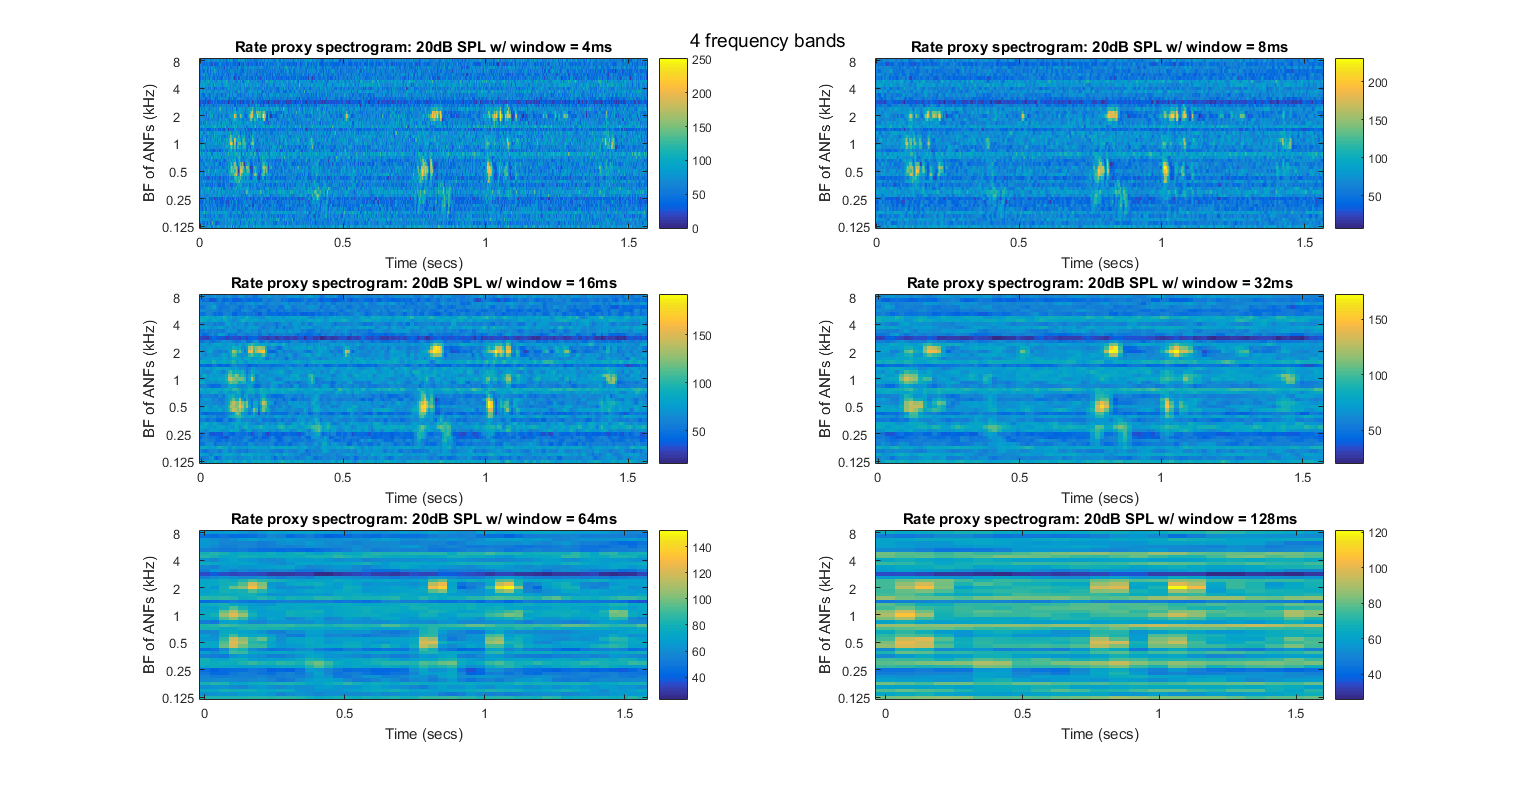 4 frequency bands
Rate proxy spectrogram: 20dB SPL w/ window = 4ms
BF of ANFs (kHz)
8
4
2
1
0.5
0.25
0.125
0 0.5 1 1.5
Time (secs)
250
200
150
100
50
0
Rate proxy spectrogram: 20dB SPL w/ window = 8ms
BF of ANFs (kHz)
8
4
2
1
0.5
0.25
0.125
0 0.5 1 1.5
Time (secs)
200
150
100
50
Rate proxy spectrogram: 20dB SPL w/ window = 16ms
BF of ANFs (kHz)
8
4
2
1
0.5
0.25
0.125
0 0.5 1 1.5
Time (secs)
150
100
50
Rate proxy spectrogram: 20dB SPL w/ window = 32ms
BF of ANFs (kHz)
8
4
2
1
0.5
0.25
0.125
0 0.5 1 1.5
Time (secs)
150
100
50
Rate proxy spectrogram: 20dB SPL w/ window = 64ms
BF of ANFs (kHz)
8
4
2
1
0.5
0.25
0.125
0 0.5 1 1.5
Time (secs)
140
120
100
80
60
40
Rate proxy spectrogram: 20dB SPL w/ window = 128ms
BF of ANFs (kHz)
8
4
2
1
0.5
0.25
0.125
0 0.5 1 1.5
Time (secs)
120
100
80
60
40